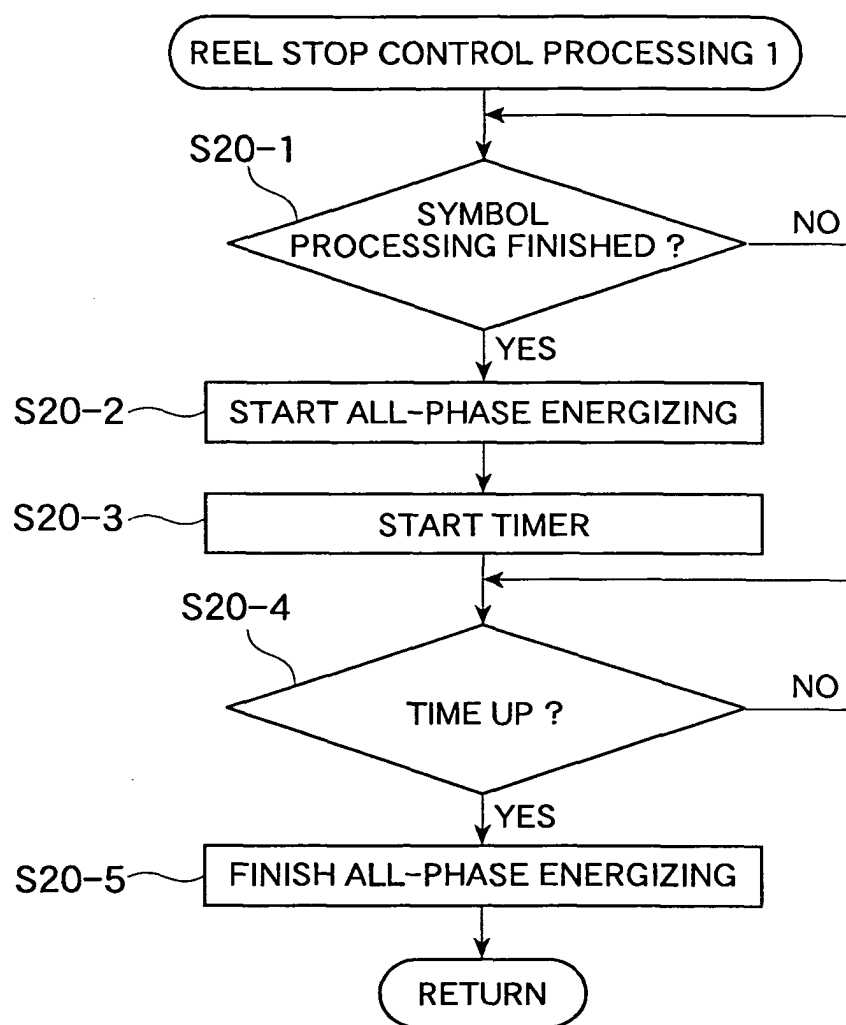 REEL STOP CONTROL PROCESSING 1
S20-1
SYMBOL
PROCESSING FINISHED ?
NO
YES
S20-2
START ALL-PHASE ENERGIZING
S20-3
START TIMER
S20-4
TIME UP ?
NO
YES
S20-5
FINISH ALL-PHASE ENERGIZING
RETURN